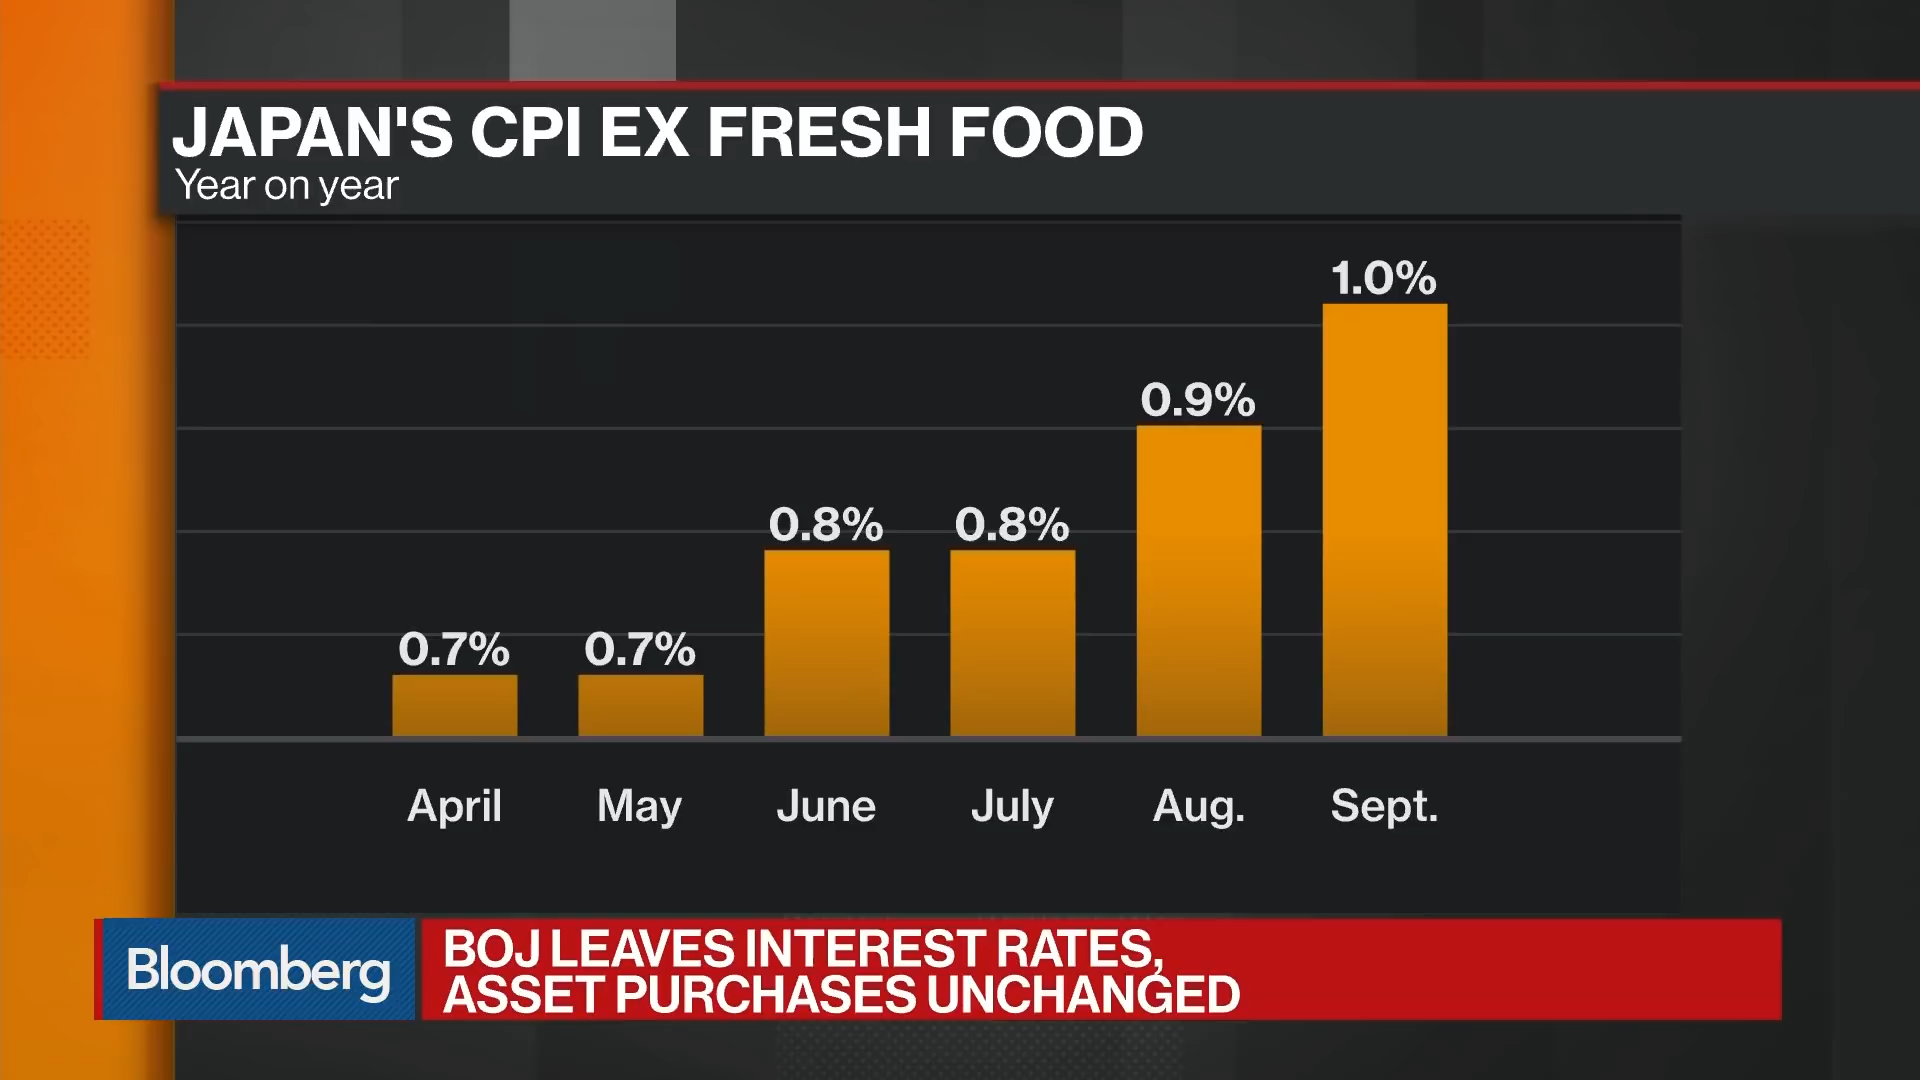 JAPAN'S CPI EX FRESH FOOD
Year on year
1.0%
0.9%
0.8% 0.8%
0.7% 0.7%
April May June July Aug. Sept.
Bloomberg
BOJ LEAVES INTEREST RATES,
ASSET PURCHASES UNCHANGED